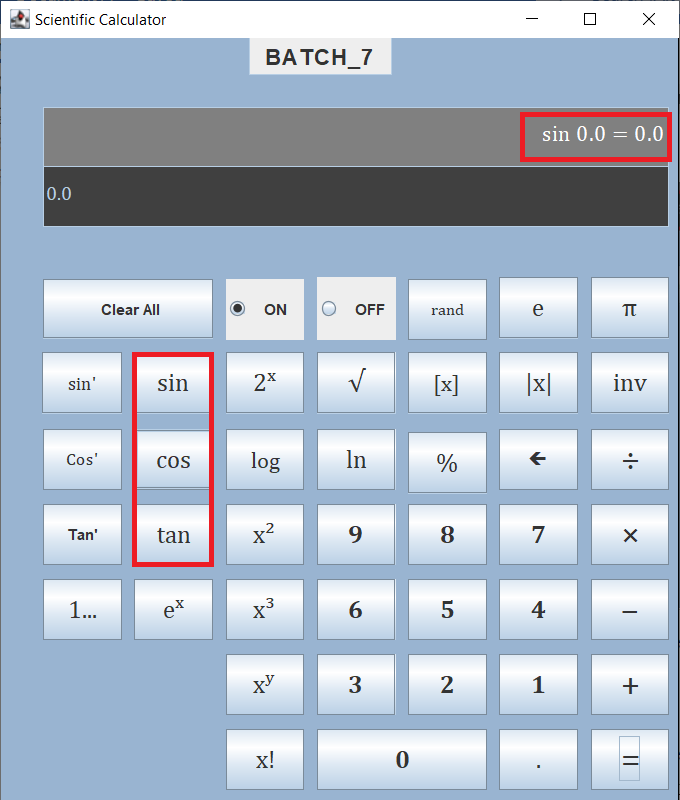 Scientific Calculator
BATCH_7
sin 0.0 = 0.0
0.0
Clear All ON OFF rand e π
sin' sin 2ˣ √ [x] |x| inv
Cos' cos log ln % 🡰 ÷
Tan' tan x² 9 8 7 ×
1... eˣ x³ 6 5 4 −
xʸ 3 2 1 +
x! 0 . =